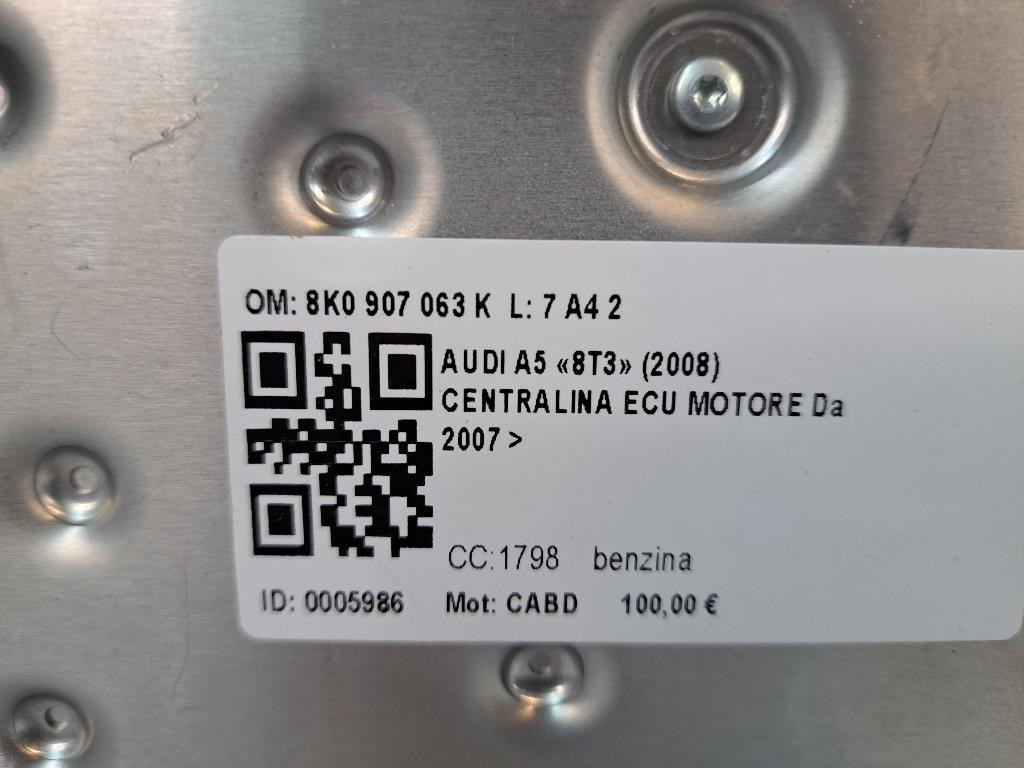 OM: 8K0 907 063 K L: 7 A4 2
AUDI A5 «8T3» (2008)
CENTRALINA ECU MOTORE Da
2007 >
CC:1798 benzina
ID: 0005986 Mot: CABD 100,00 €